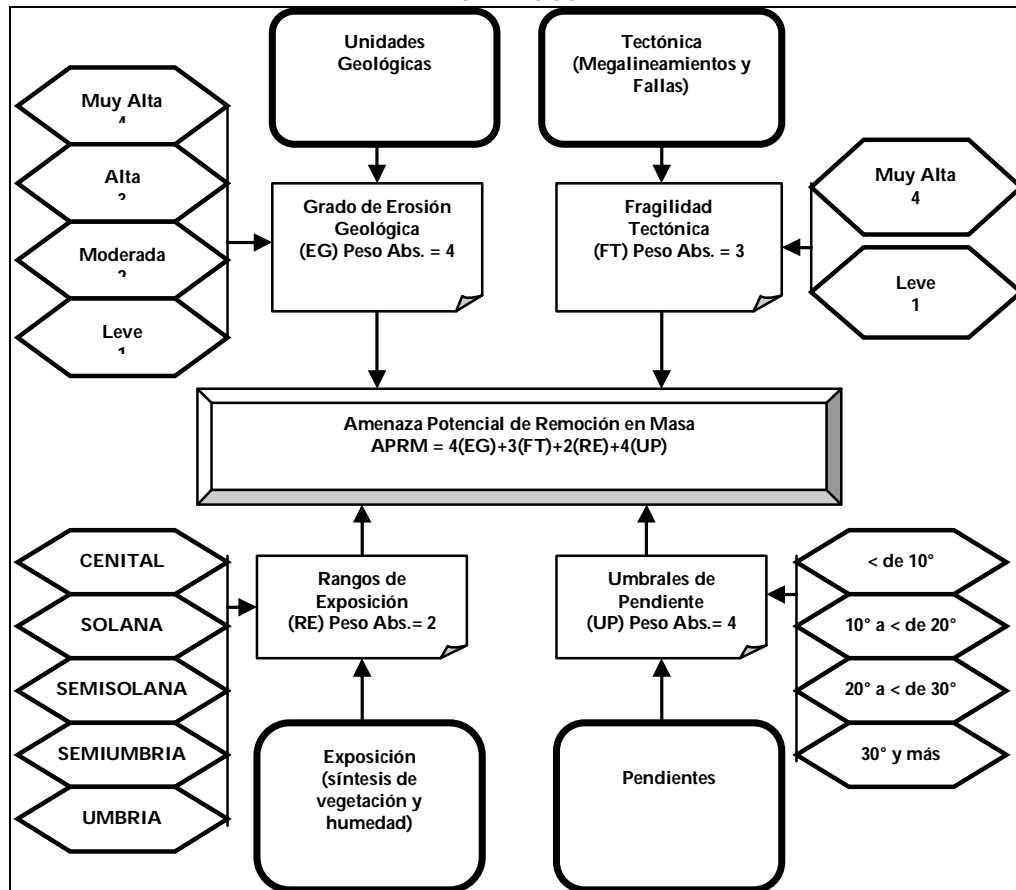 Unidades
Geológicas
Tectónica
(Megalineamientos y
Fallas)
Muy Alta
Alta
Moderada
Leve
Grado de Erosión
Geológica
(EG) Peso Abs. = 4
Fragilidad
Tectónica
(FT) Peso Abs. = 3
Muy Alta
4
Leve
1
Amenaza Potencial de Remoción en Masa
APRM = 4(EG)+3(FT)+2(RE)+4(UP)
CENITAL
SOLANA
SEMISOLANA
SEMIUMBRIA
UMBRIA
Rangos de
Exposición
(RE) Peso Abs.= 2
Umbrales de
Pendiente
(UP) Peso Abs.= 4
< de 10°
10° a < de 20°
20° a < de 30°
30° y más
Exposición
(síntesis de
vegetación y
humedad)
Pendientes